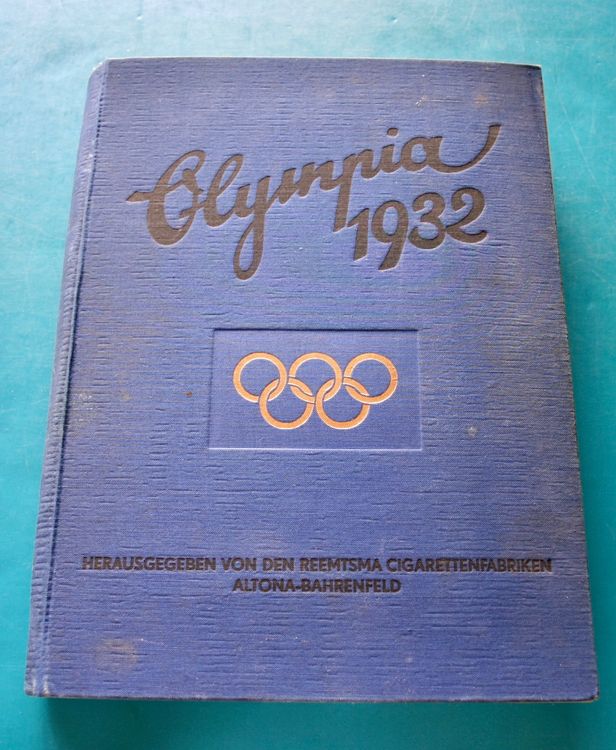 Olympia
1932
HERAUSGEGEBEN VON DEN REEMTSMA CIGARETTENFABRIKEN
ALTONA-BAHRENFELD